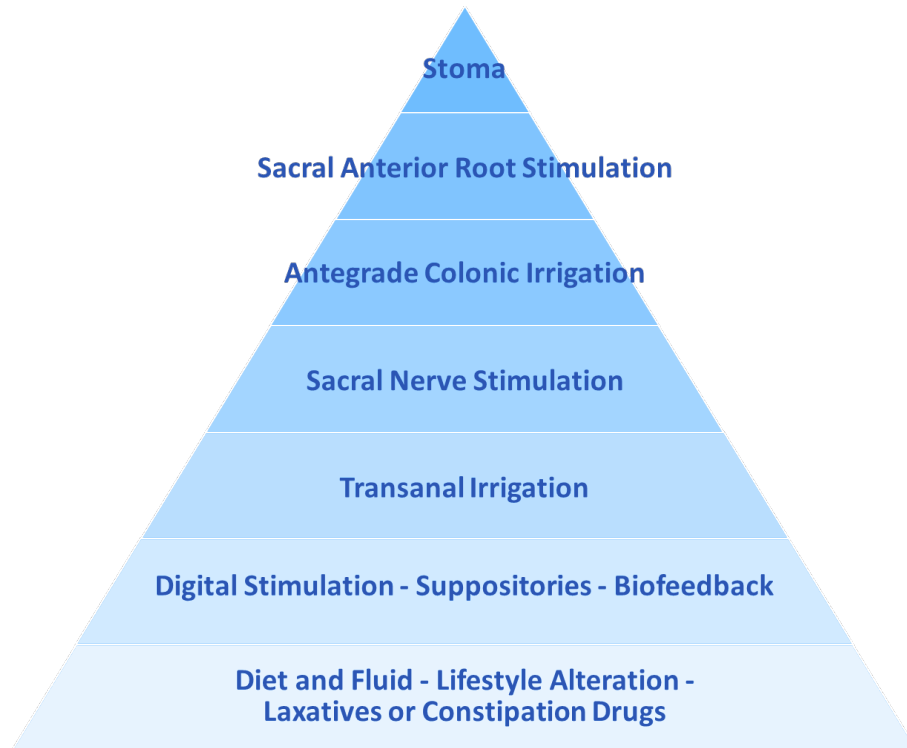 Stoma
Sacral Anterior Root Stimulation
Antegrade Colonic Irrigation
Sacral Nerve Stimulation
Transanal Irrigation
Digital Stimulation - Suppositories - Biofeedback
Diet and Fluid - Lifestyle Alteration -
Laxatives or Constipation Drugs